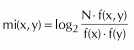 mi(x, y) = log₂ N · f(x, y) / f(x) · f(y)